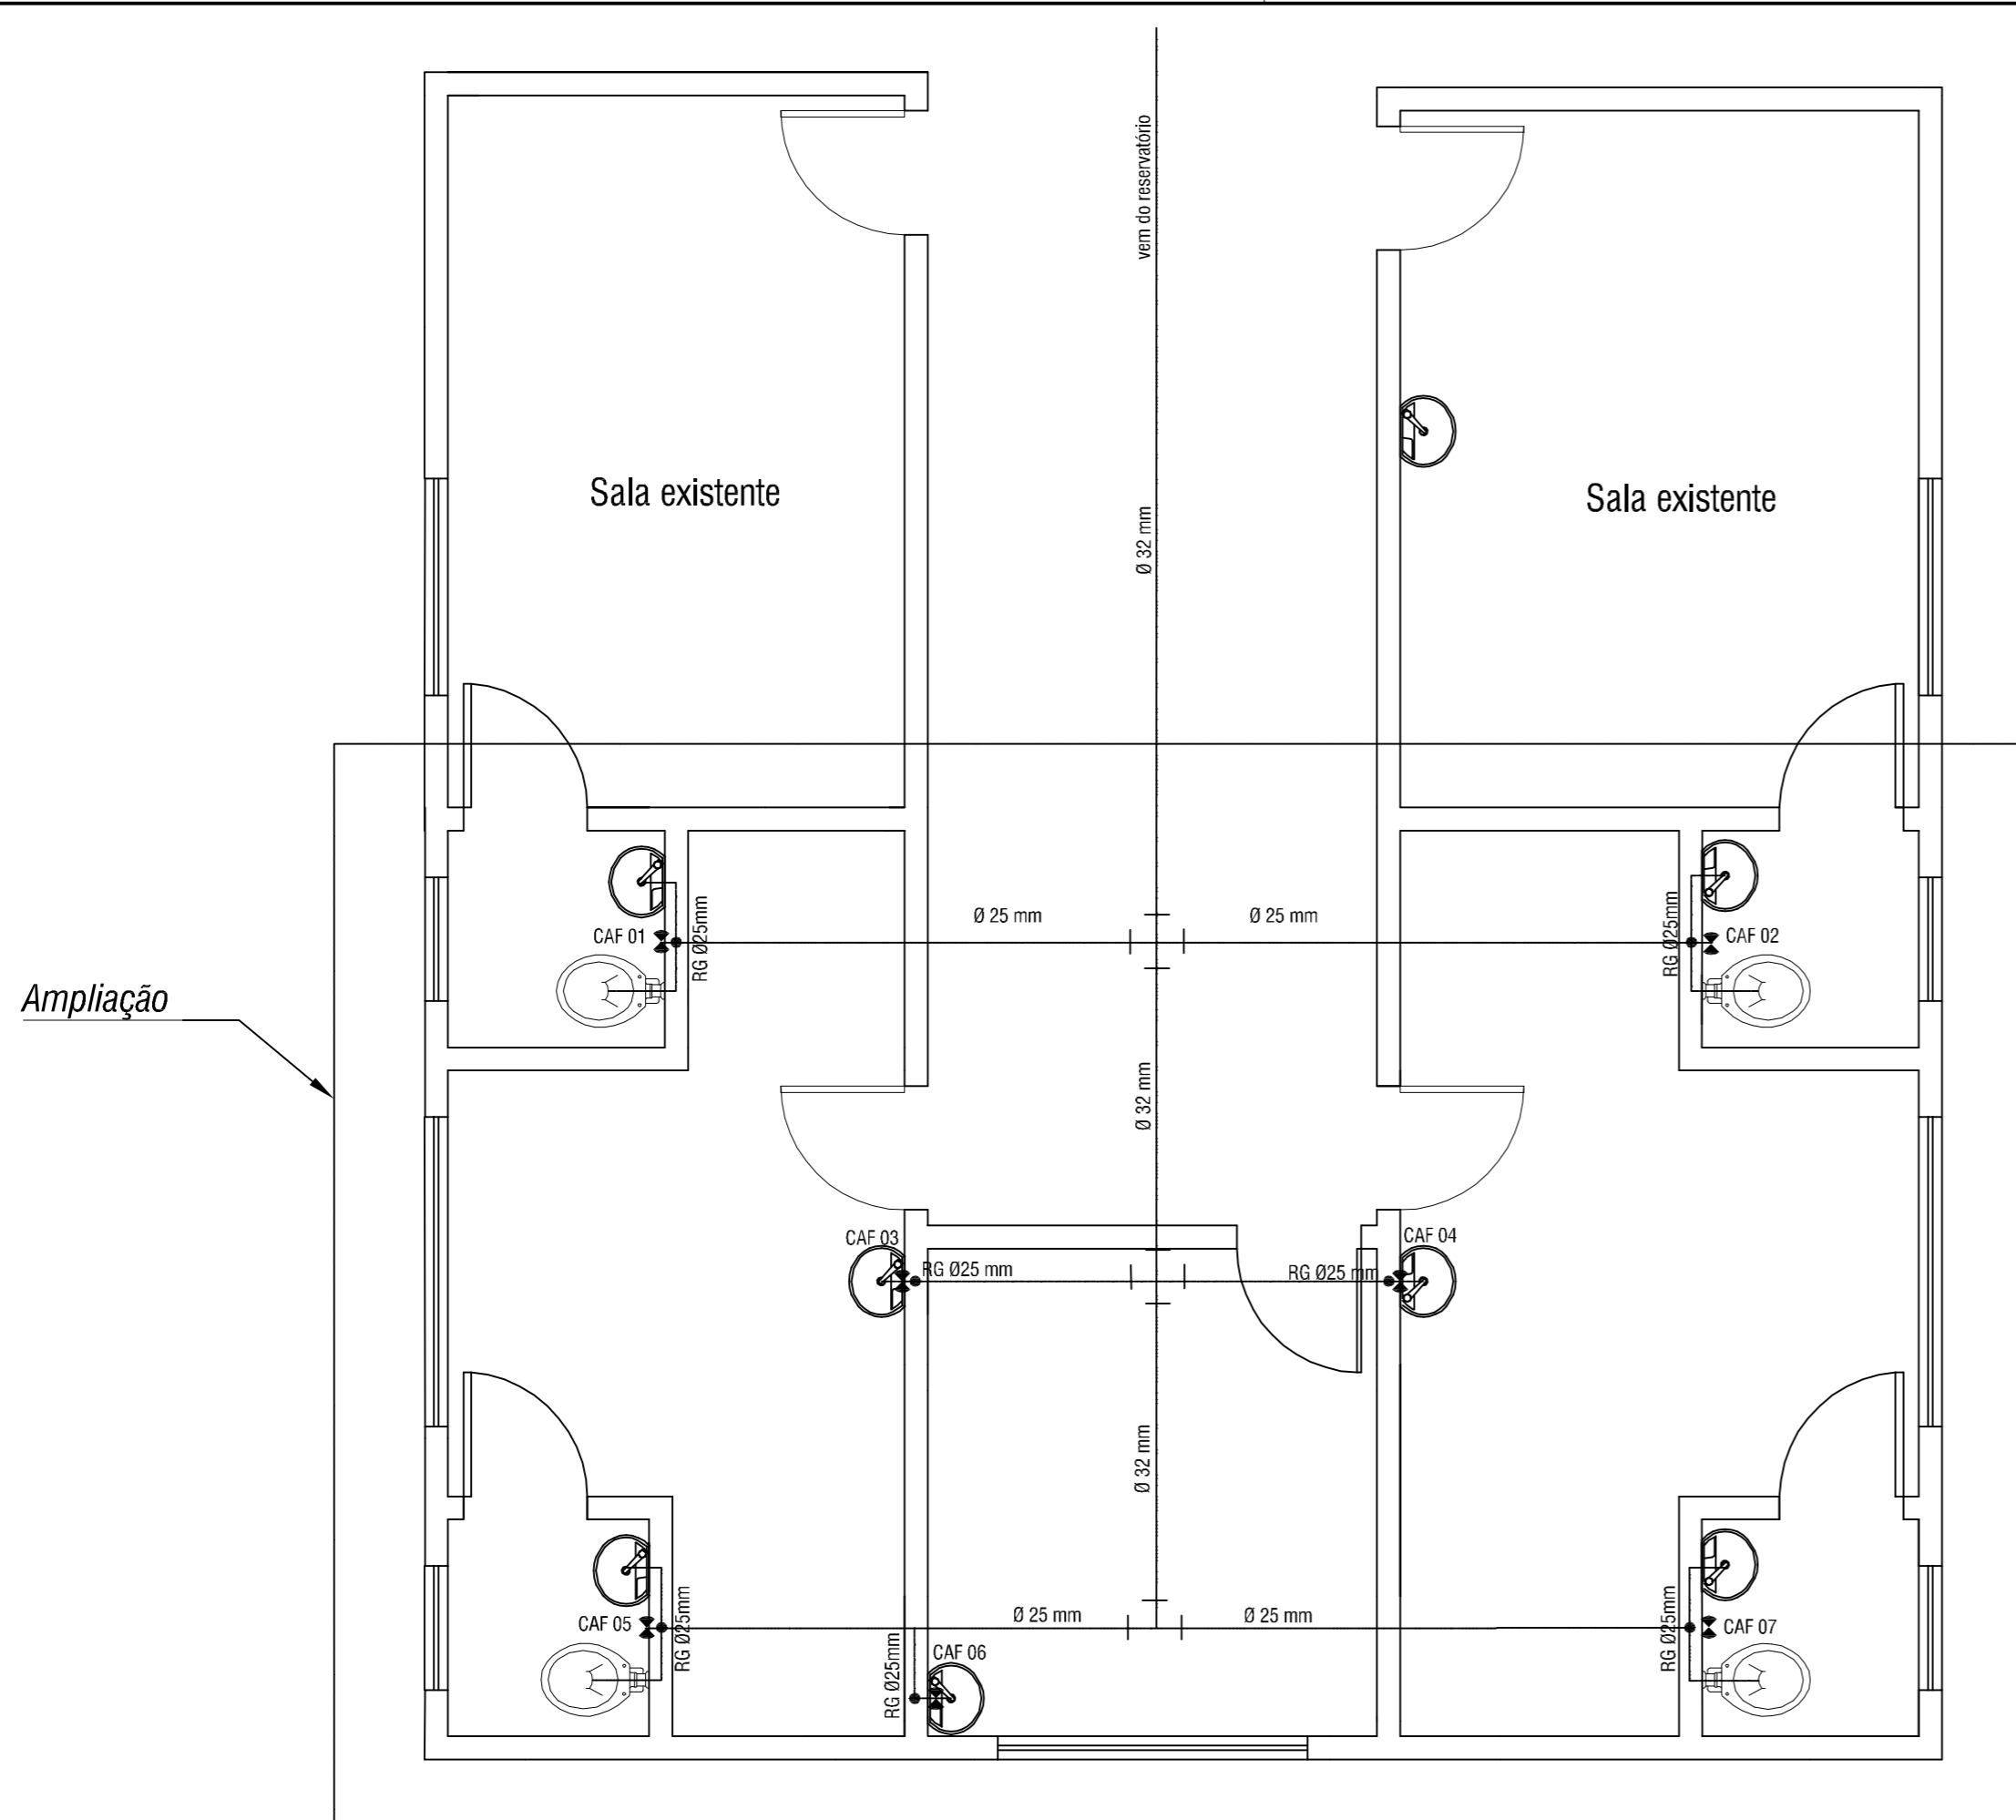 vem do reservatório
Sala existente
Sala existente
Ø 32 mm
Ø 25 mm
Ø 25 mm
CAF 01
RG Ø25mm
RG Ø25mm
CAF 02
Ampliação
Ø 32 mm
CAF 03
CAF 04
RG Ø25 mm
RG Ø25 mm
Ø 32 mm
Ø 25 mm
Ø 25 mm
CAF 05
RG Ø25mm
RG Ø25mm
CAF 06
RG Ø25mm
CAF 07